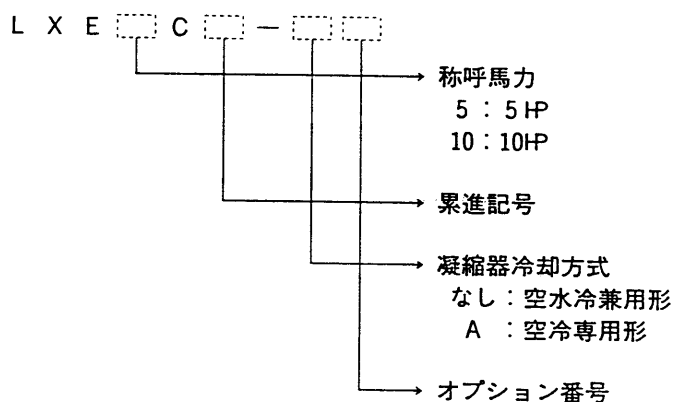 LXE C -
称呼馬力
5 : 5HP
10 : 10HP
累進記号
凝縮器冷却方式
なし : 空水冷兼用形
A : 空冷専用形
オプション番号